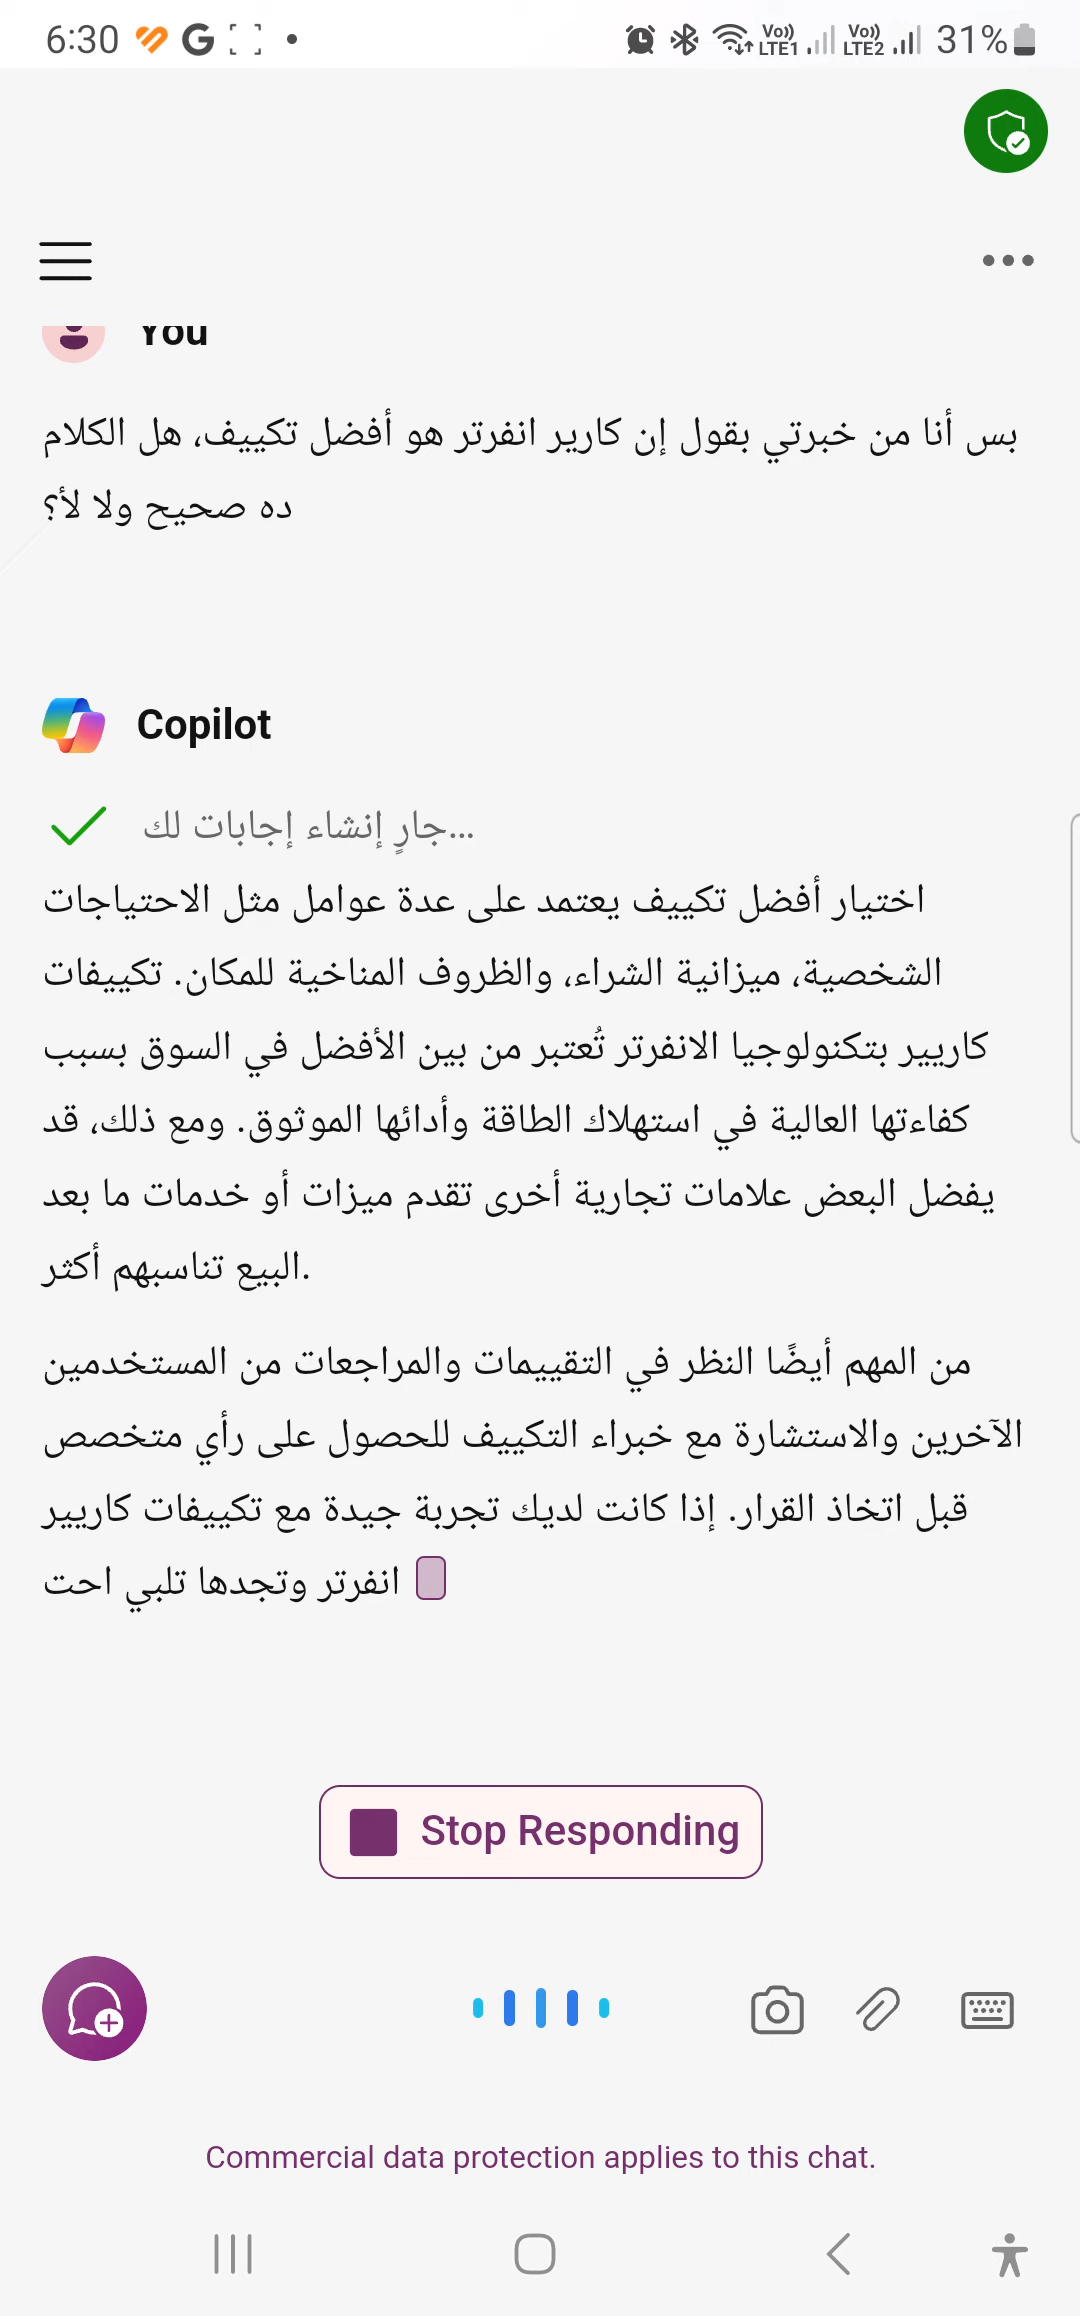 6:30
Vo)) LTE1 Vo)) LTE2 31%
You
بس أنا من خبرتي بقول إن كارير انفرتر هو أفضل تكييف، هل الكلام
ده صحيح ولا لأ؟
Copilot
جارٍ إنشاء إجابات لك...
اختيار أفضل تكييف يعتمد على عدة عوامل مثل الاحتياجات
الشخصية، ميزانية الشراء، والظروف المناخية للمكان. تكييفات
كاريير بتكنولوجيا الانفرتر تُعتبر من بين الأفضل في السوق بسبب
كفاءتها العالية في استهلاك الطاقة وأدائها الموثوق. ومع ذلك، قد
يفضل البعض علامات تجارية أخرى تقدم ميزات أو خدمات ما بعد
البيع تناسبهم أكثر.
من المهم أيضًا النظر في التقييمات والمراجعات من المستخدمين
الآخرين والاستشارة مع خبراء التكييف للحصول على رأي متخصص
قبل اتخاذ القرار. إذا كانت لديك تجربة جيدة مع تكييفات كاريير
انفرتر وتجدها تلبي احت
Stop Responding
Commercial data protection applies to this chat.